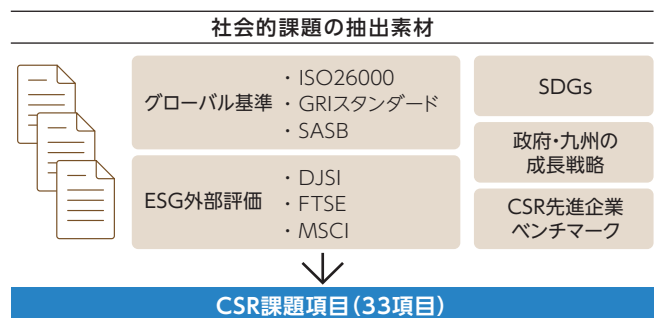 社会的課題の抽出素材
グローバル基準
・ISO26000
・GRIスタンダード
・SASB
ESG外部評価
・DJSI
・FTSE
・MSCI
SDGs
政府・九州の
成長戦略
CSR先進企業
ベンチマーク
CSR課題項目(33項目)